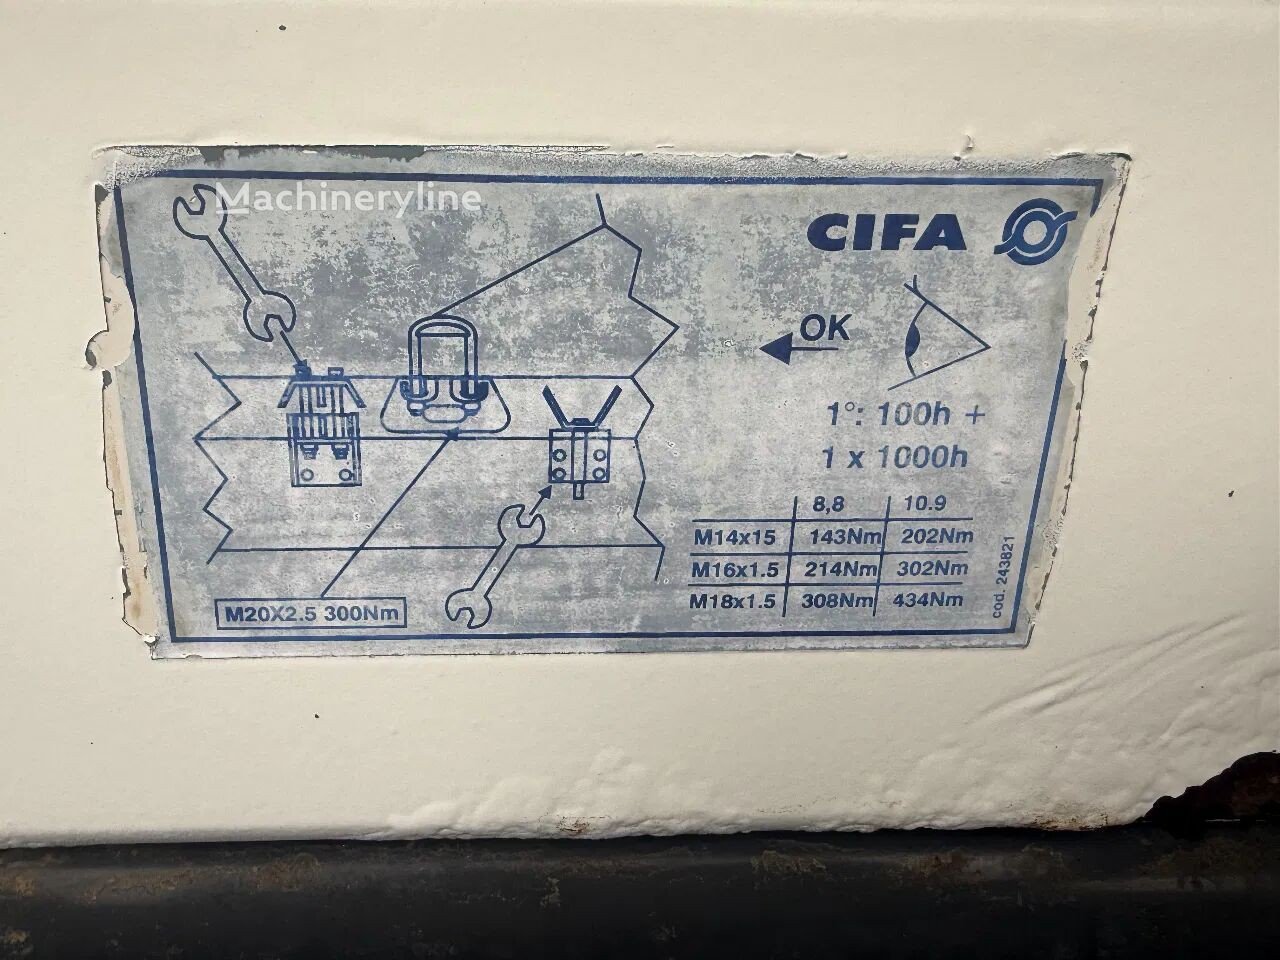 Machineryline
CIFA
OK
1°: 100h +
1 x 1000h
8,8 10.9
M14x15 143Nm 202Nm
M16x1.5 214Nm 302Nm
M18x1.5 308Nm 434Nm
M20X2.5 300Nm
cod. 243821